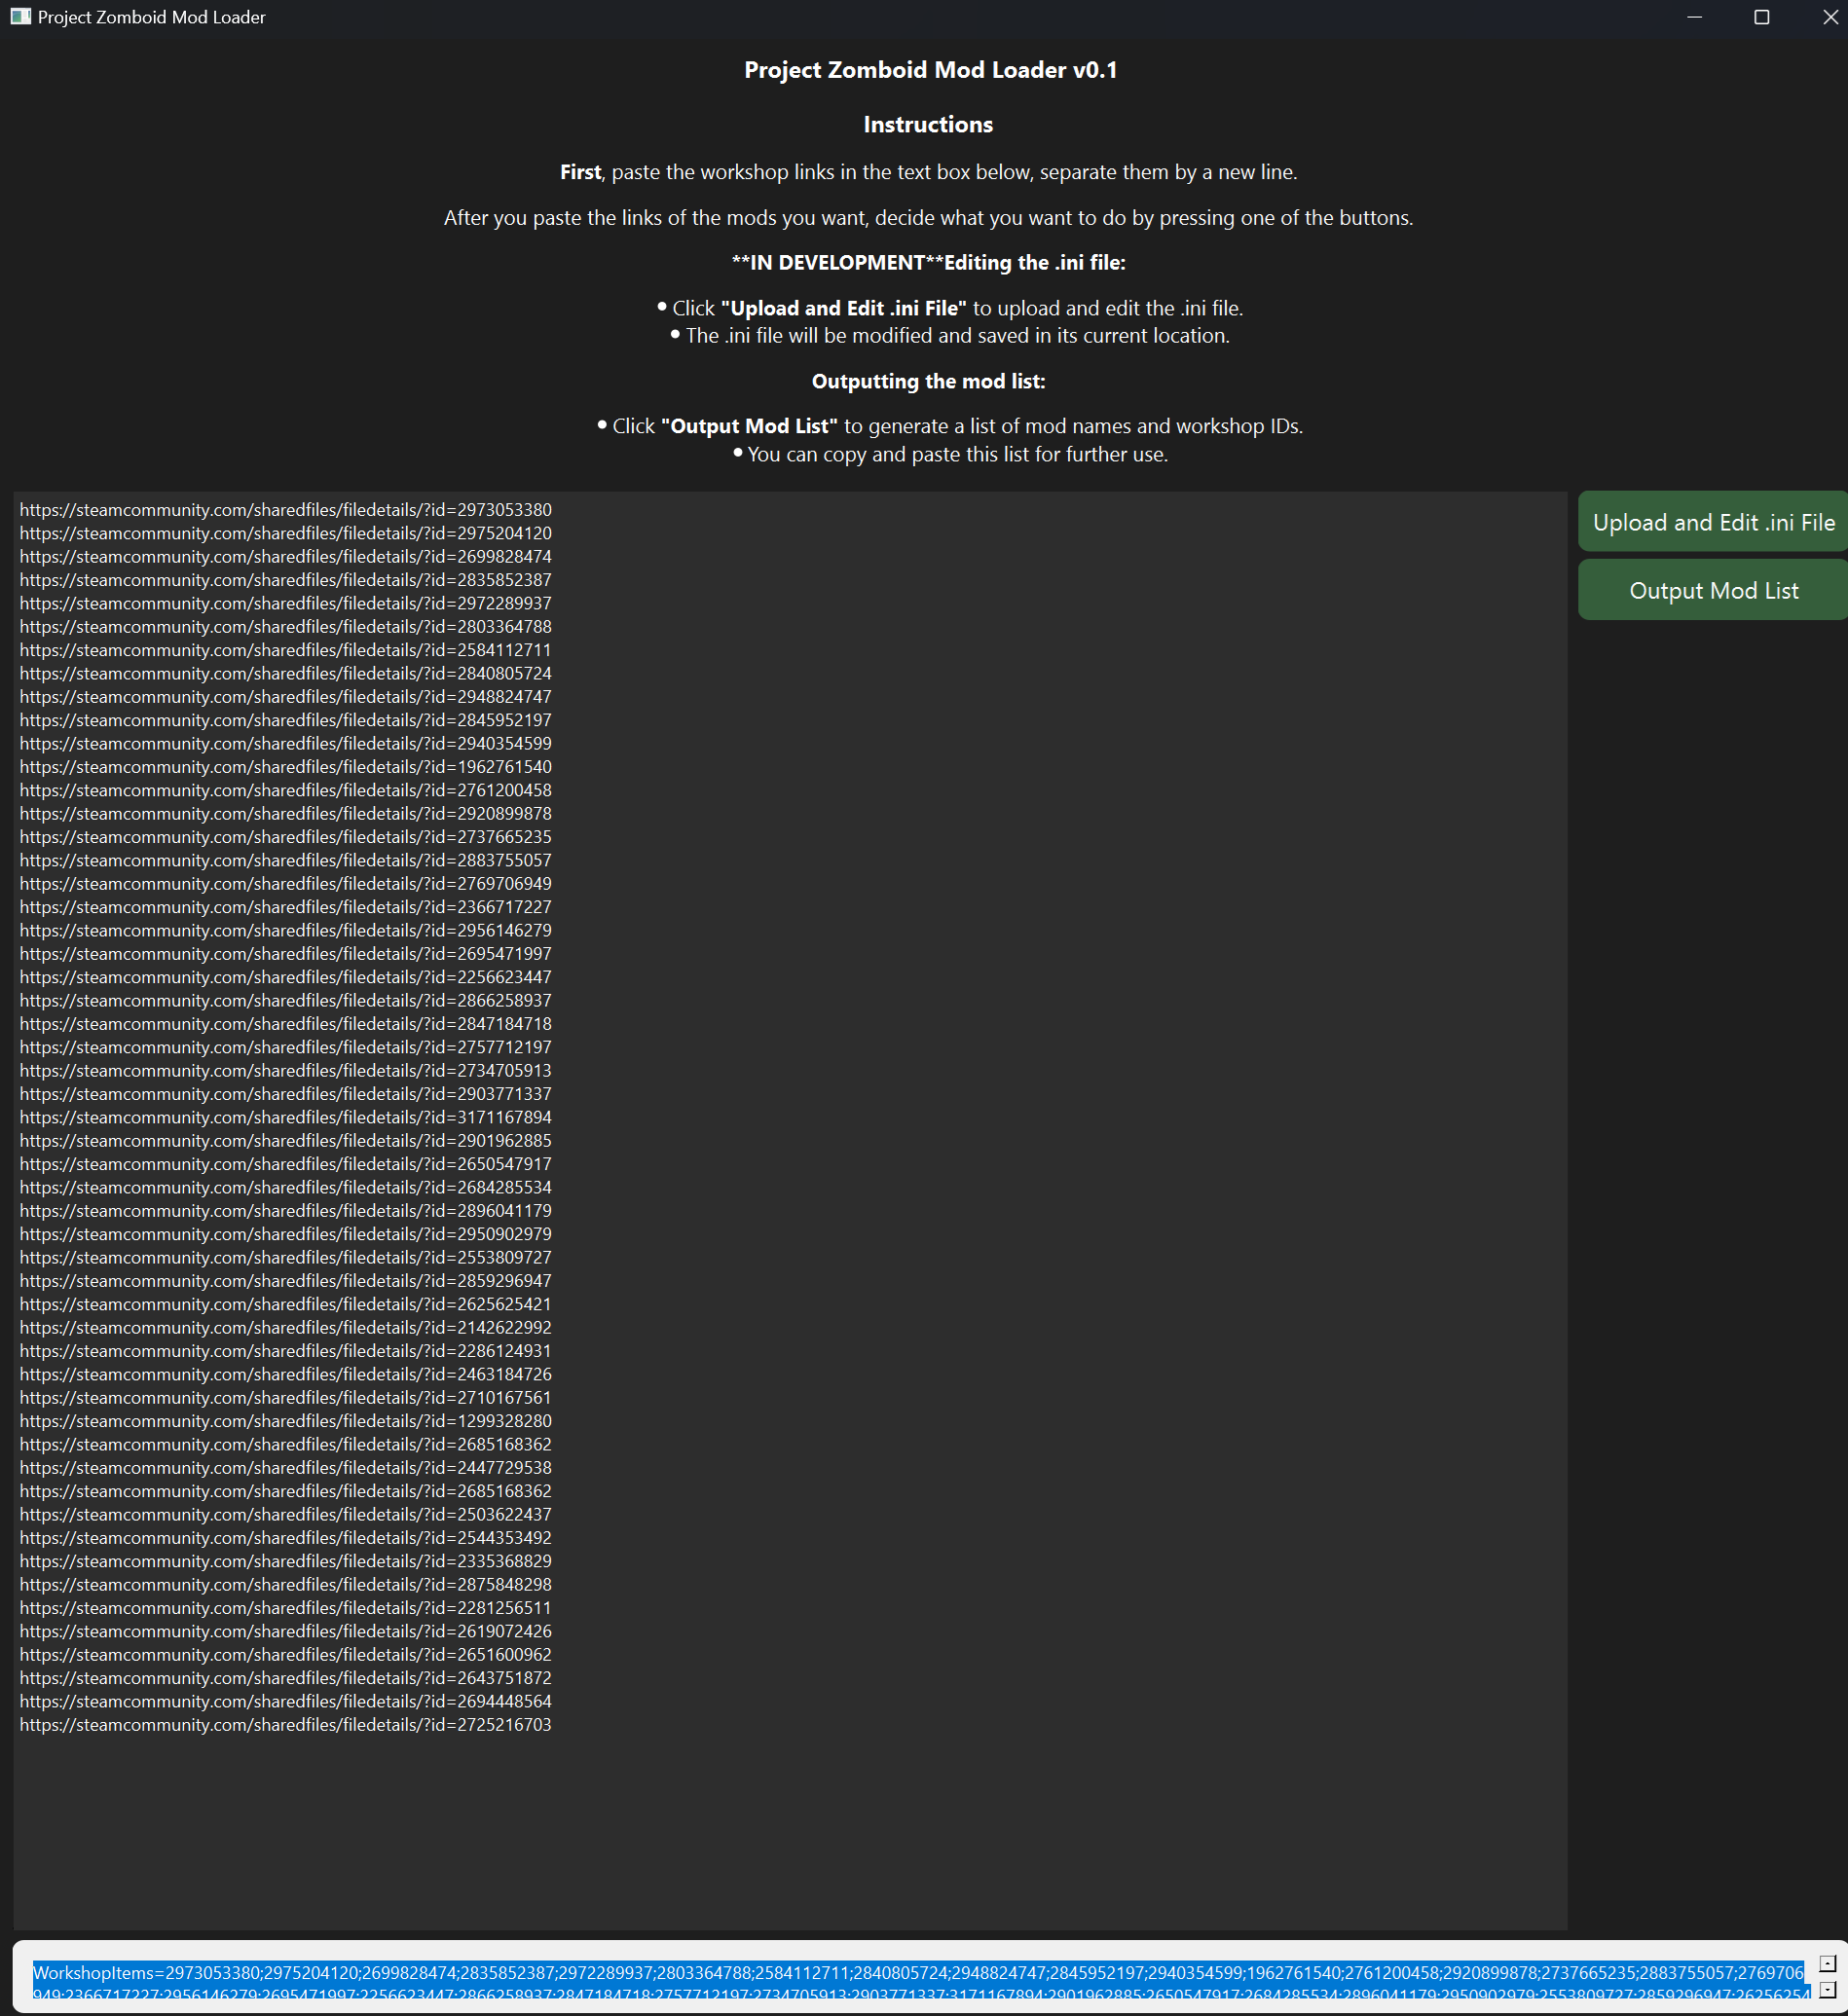 Project Zomboid Mod Loader
Project Zomboid Mod Loader v0.1
Instructions
First, paste the workshop links in the text box below, separate them by a new line.
After you paste the links of the mods you want, decide what you want to do by pressing one of the buttons.
**IN DEVELOPMENT**Editing the .ini file:
• Click "Upload and Edit .ini File" to upload and edit the .ini file.
• The .ini file will be modified and saved in its current location.
Outputting the mod list:
• Click "Output Mod List" to generate a list of mod names and workshop IDs.
• You can copy and paste this list for further use.
https://steamcommunity.com/sharedfiles/filedetails/?id=2973053380
https://steamcommunity.com/sharedfiles/filedetails/?id=2975204120
https://steamcommunity.com/sharedfiles/filedetails/?id=2699828474
https://steamcommunity.com/sharedfiles/filedetails/?id=2835852387
https://steamcommunity.com/sharedfiles/filedetails/?id=2972289937
https://steamcommunity.com/sharedfiles/filedetails/?id=2803364788
https://steamcommunity.com/sharedfiles/filedetails/?id=2584112711
https://steamcommunity.com/sharedfiles/filedetails/?id=2840805724
https://steamcommunity.com/sharedfiles/filedetails/?id=2948824747
https://steamcommunity.com/sharedfiles/filedetails/?id=2845952197
https://steamcommunity.com/sharedfiles/filedetails/?id=2940354599
https://steamcommunity.com/sharedfiles/filedetails/?id=1962761540
https://steamcommunity.com/sharedfiles/filedetails/?id=2761200458
https://steamcommunity.com/sharedfiles/filedetails/?id=2920899878
https://steamcommunity.com/sharedfiles/filedetails/?id=2737665235
https://steamcommunity.com/sharedfiles/filedetails/?id=2883755057
https://steamcommunity.com/sharedfiles/filedetails/?id=2769706949
https://steamcommunity.com/sharedfiles/filedetails/?id=2366717227
https://steamcommunity.com/sharedfiles/filedetails/?id=2956146279
https://steamcommunity.com/sharedfiles/filedetails/?id=2695471997
https://steamcommunity.com/sharedfiles/filedetails/?id=2256623447
https://steamcommunity.com/sharedfiles/filedetails/?id=2866258937
https://steamcommunity.com/sharedfiles/filedetails/?id=2847184718
https://steamcommunity.com/sharedfiles/filedetails/?id=2757712197
https://steamcommunity.com/sharedfiles/filedetails/?id=2734705913
https://steamcommunity.com/sharedfiles/filedetails/?id=2903771337
https://steamcommunity.com/sharedfiles/filedetails/?id=3171167894
https://steamcommunity.com/sharedfiles/filedetails/?id=2901962885
https://steamcommunity.com/sharedfiles/filedetails/?id=2650547917
https://steamcommunity.com/sharedfiles/filedetails/?id=2684285534
https://steamcommunity.com/sharedfiles/filedetails/?id=2896041179
https://steamcommunity.com/sharedfiles/filedetails/?id=2950902979
https://steamcommunity.com/sharedfiles/filedetails/?id=2553809727
https://steamcommunity.com/sharedfiles/filedetails/?id=2859296947
https://steamcommunity.com/sharedfiles/filedetails/?id=2625625421
https://steamcommunity.com/sharedfiles/filedetails/?id=2142622992
https://steamcommunity.com/sharedfiles/filedetails/?id=2286124931
https://steamcommunity.com/sharedfiles/filedetails/?id=2463184726
https://steamcommunity.com/sharedfiles/filedetails/?id=2710167561
https://steamcommunity.com/sharedfiles/filedetails/?id=1299328280
https://steamcommunity.com/sharedfiles/filedetails/?id=2685168362
https://steamcommunity.com/sharedfiles/filedetails/?id=2447729538
https://steamcommunity.com/sharedfiles/filedetails/?id=2685168362
https://steamcommunity.com/sharedfiles/filedetails/?id=2503622437
https://steamcommunity.com/sharedfiles/filedetails/?id=2544353492
https://steamcommunity.com/sharedfiles/filedetails/?id=2335368829
https://steamcommunity.com/sharedfiles/filedetails/?id=2875848298
https://steamcommunity.com/sharedfiles/filedetails/?id=2281256511
https://steamcommunity.com/sharedfiles/filedetails/?id=2619072426
https://steamcommunity.com/sharedfiles/filedetails/?id=2651600962
https://steamcommunity.com/sharedfiles/filedetails/?id=2643751872
https://steamcommunity.com/sharedfiles/filedetails/?id=2694448564
https://steamcommunity.com/sharedfiles/filedetails/?id=2725216703
Upload and Edit .ini File
Output Mod List
WorkshopItems=2973053380;2975204120;2699828474;2835852387;2972289937;2803364788;2584112711;2840805724;2948824747;2845952197;2940354599;1962761540;2761200458;2920899878;2737665235;2883755057;2769706
949;2366717227;2956146279;2695471997;2256623447;2866258937;2847184718;2757712197;2734705913;2903771337;3171167894;2901962885;2650547917;2684285534;2896041179;2950902979;2553809727;2859296947;26256254